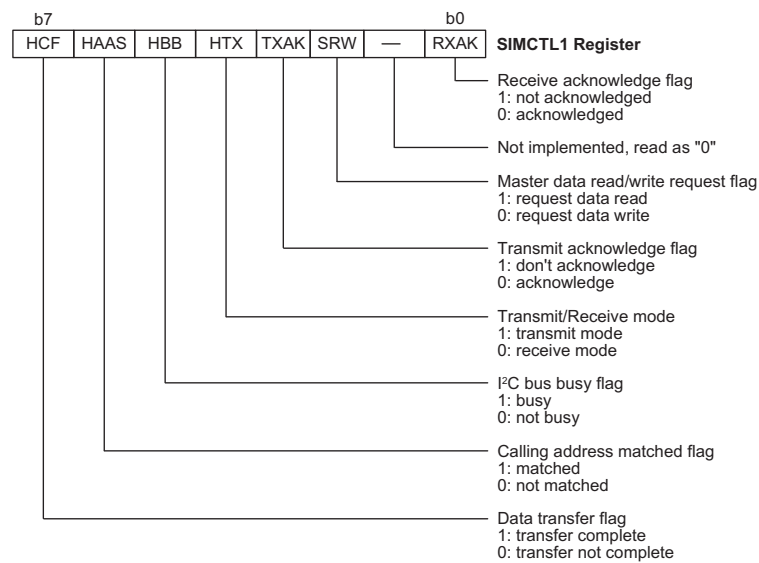 b7 b0
HCF HAAS HBB HTX TXAK SRW — RXAK SIMCTL1 Register
Receive acknowledge flag
1: not acknowledged
0: acknowledged
Not implemented, read as "0"
Master data read/write request flag
1: request data read
0: request data write
Transmit acknowledge flag
1: don't acknowledge
0: acknowledge
Transmit/Receive mode
1: transmit mode
0: receive mode
I²C bus busy flag
1: busy
0: not busy
Calling address matched flag
1: matched
0: not matched
Data transfer flag
1: transfer complete
0: transfer not complete